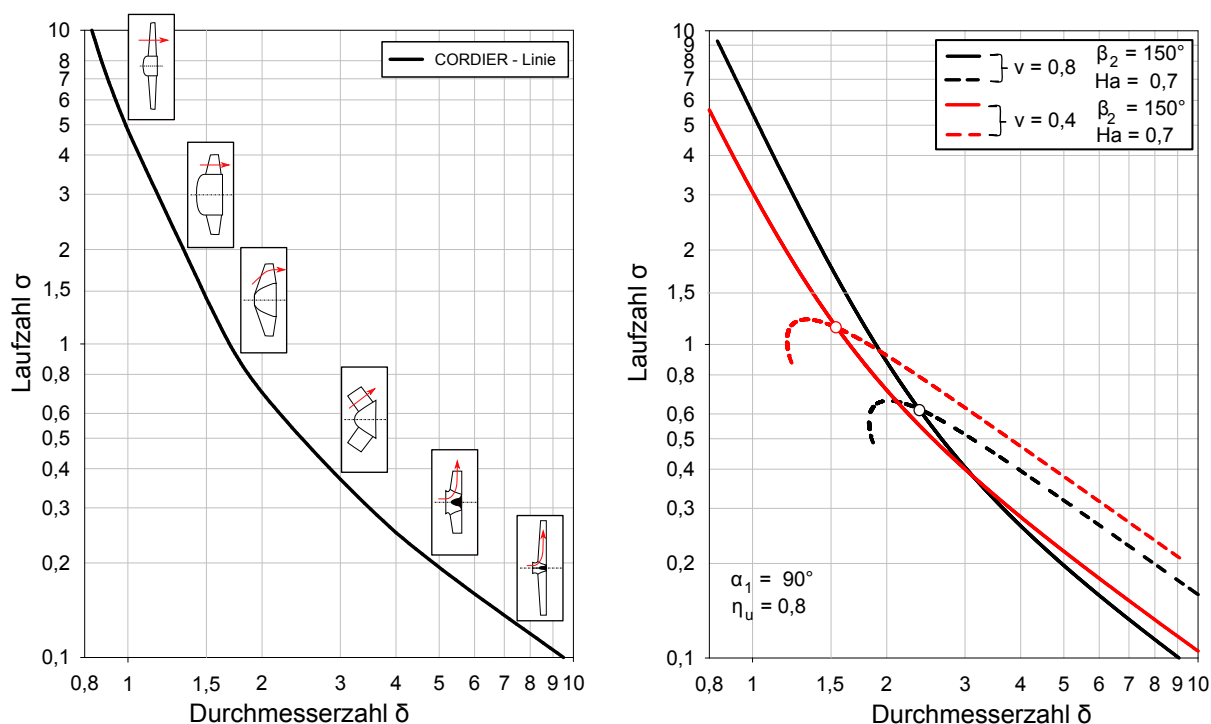 10
8
7
6
5
4
3
2
1,5
1
0,8
0,6
0,5
0,4
0,3
0,2
0,1
Laufzahl σ
CORDIER - Linie
0,8 1 1,5 2 3 4 5 6 7 8 9 10
Durchmesserzahl δ
10
9
8
7
6
5
4
3
2
1,5
1
0,8
0,6
0,5
0,4
0,3
0,2
0,1
Laufzahl σ
ν = 0,8 β2 = 150°
Ha = 0,7
ν = 0,4 β2 = 150°
Ha = 0,7
α1 = 90°
ηu = 0,8
0,8 1 1,5 2 3 4 5 6 7 8 9 10
Durchmesserzahl δ